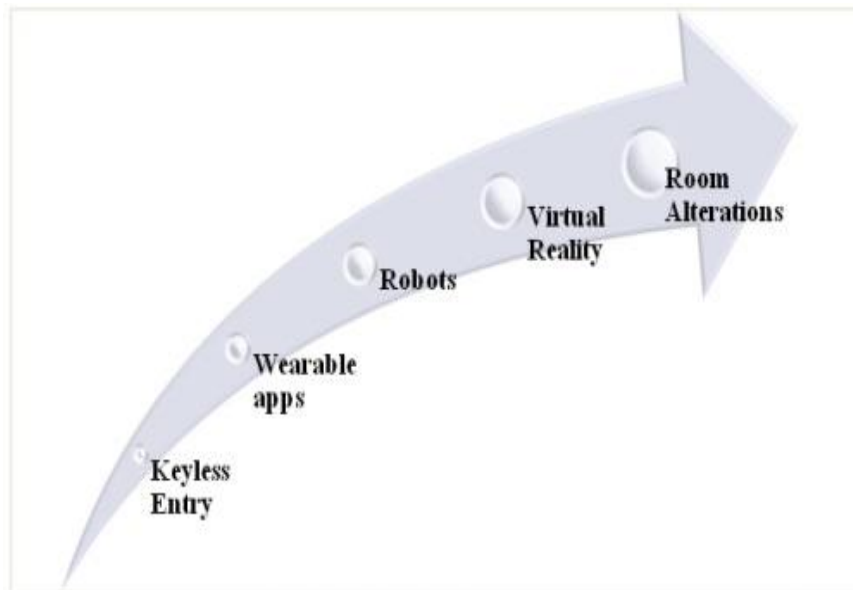 Room
Alterations
Virtual
Reality
Robots
Wearable
apps
Keyless
Entry